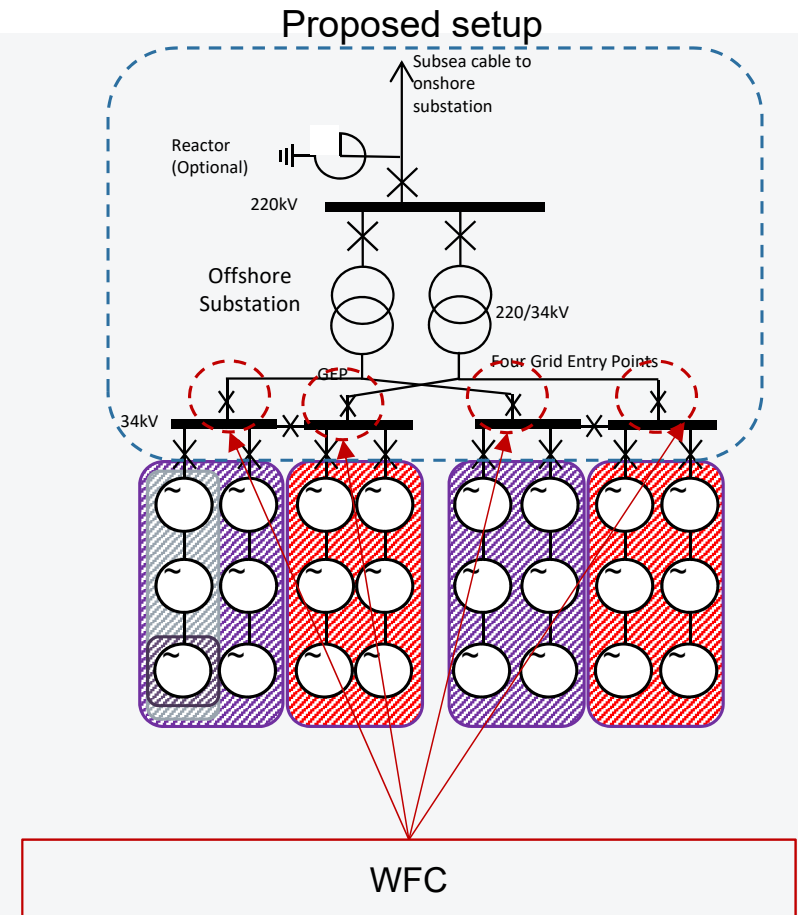 Proposed setup
Subsea cable to
onshore
substation
Reactor
(Optional)
220kV
Offshore
Substation
220/34kV
Four Grid Entry Points
GEP
34kV
~ ~ ~ ~ ~ ~ ~ ~
~ ~ ~ ~ ~ ~ ~ ~
~ ~ ~ ~ ~ ~ ~ ~
WFC